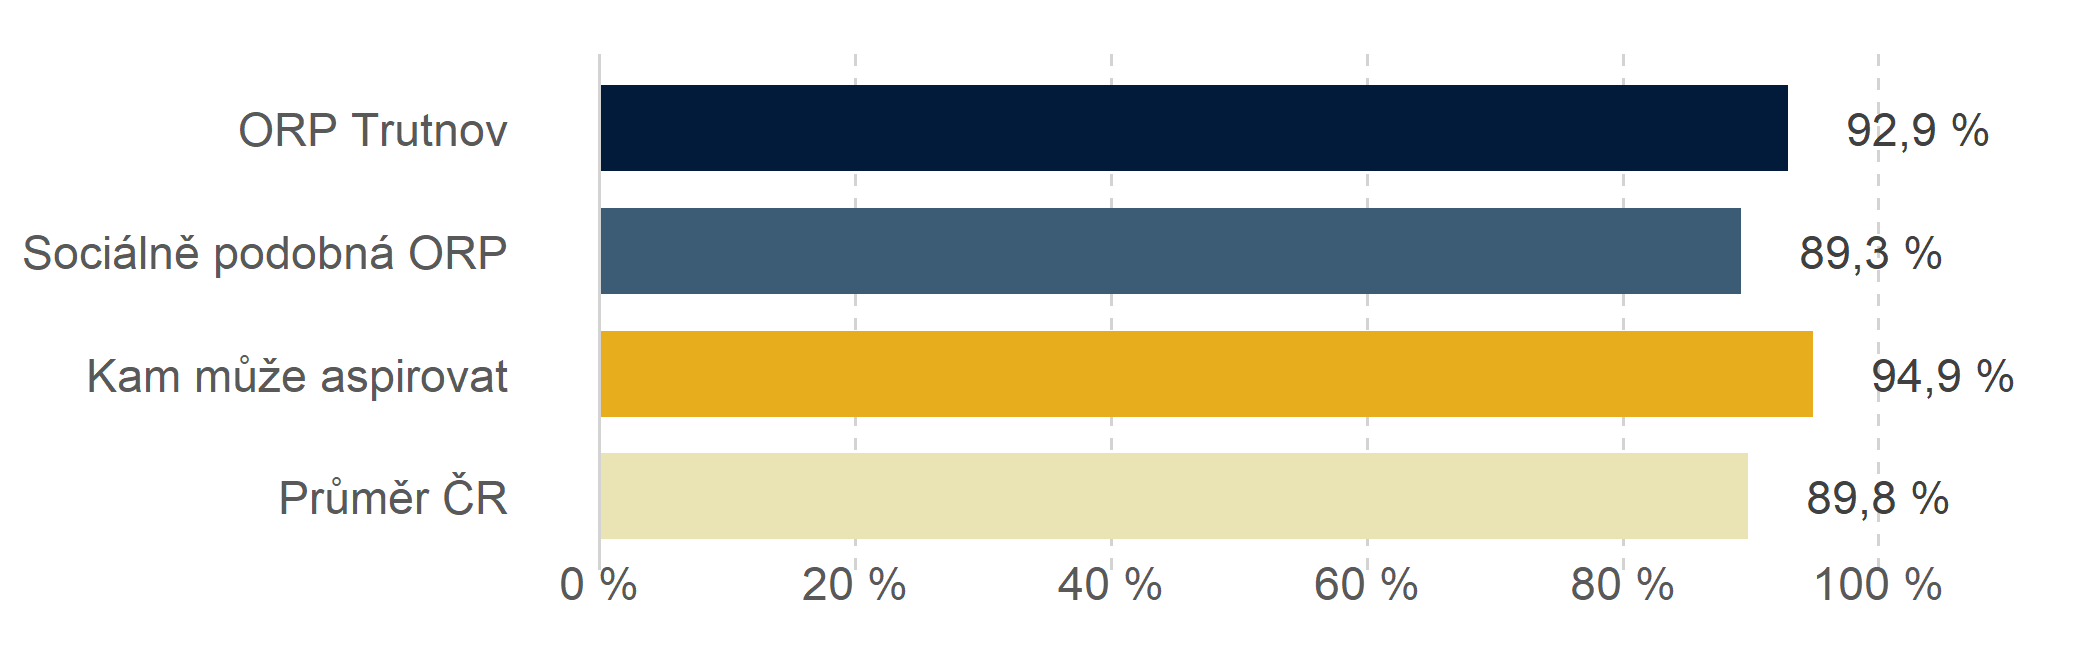 ORP Trutnov
92,9 %
Sociálně podobná ORP
89,3 %
Kam může aspirovat
94,9 %
Průměr ČR
89,8 %
0 %
20 %
40 %
60 %
80 %
100 %